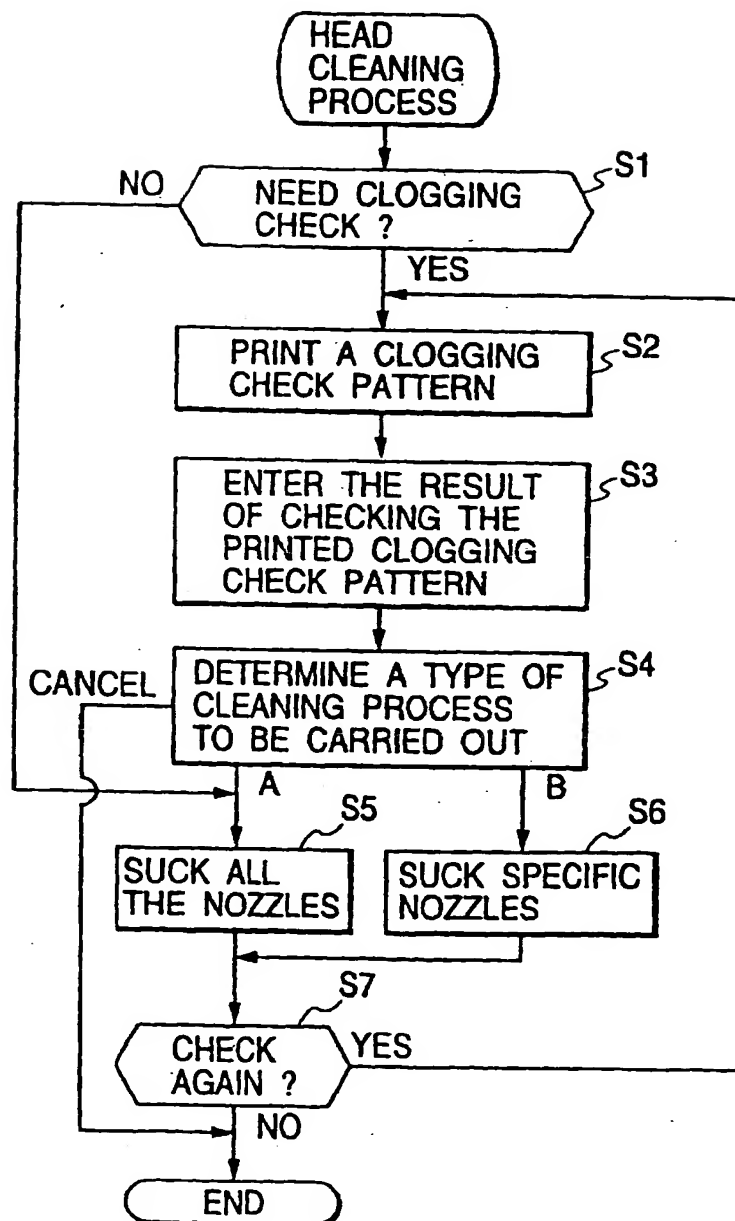 HEAD
CLEANING
PROCESS
S1
NO
NEED CLOGGING
CHECK ?
YES
S2
PRINT A CLOGGING
CHECK PATTERN
S3
ENTER THE RESULT
OF CHECKING THE
PRINTED CLOGGING
CHECK PATTERN
S4
CANCEL
DETERMINE A TYPE OF
CLEANING PROCESS
TO BE CARRIED OUT
A
B
S5
S6
SUCK ALL
THE NOZZLES
SUCK SPECIFIC
NOZZLES
S7
CHECK
AGAIN ?
YES
NO
END